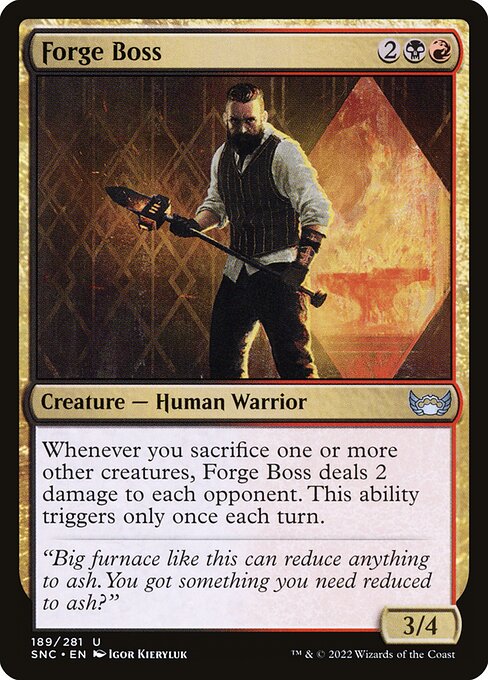 Forge Boss 2
Creature — Human Warrior
Whenever you sacrifice one or more
other creatures, Forge Boss deals 2
damage to each opponent. This ability
triggers only once each turn.
“Big furnace like this can reduce anything
to ash. You got something you need reduced
to ash?”
3/4
189/281 U
SNC • EN Igor Kieryluk ™ & © 2022 Wizards of the Coast